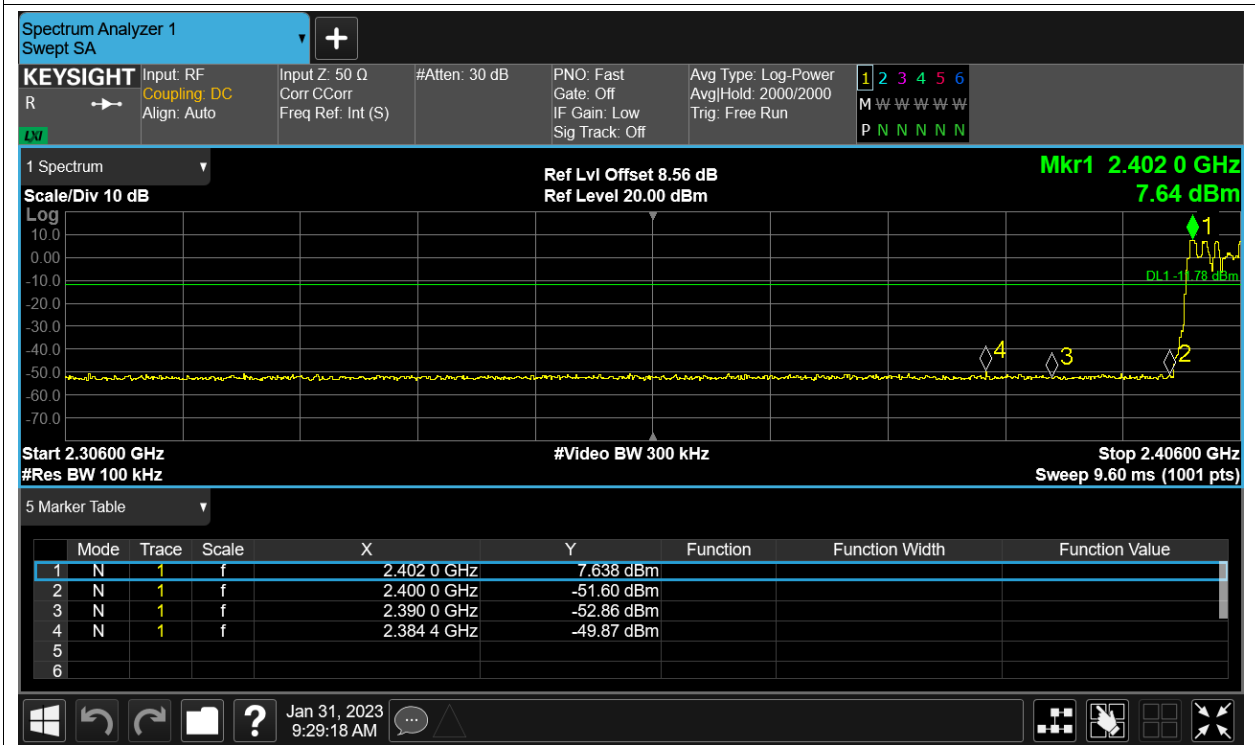 Spectrum Analyzer 1
Swept SA
KEYSIGHT Input: RF Input Z: 50 Ω #Atten: 30 dB PNO: Fast Avg Type: Log-Power 1 2 3 4 5 6
R Coupling: DC Corr CCorr Gate: Off Avg|Hold: 2000/2000 M W W W W W
Align: Auto Freq Ref: Int (S) IF Gain: Low Trig: Free Run
LXI Sig Track: Off P N N N N N
1 Spectrum Ref Lvl Offset 8.56 dB Mkr1 2.402 0 GHz
Scale/Div 10 dB Ref Level 20.00 dBm 7.64 dBm
Log
1
10.0
0.00
DL1 -11.78 dBm
-10.0
-20.0
-30.0
-40.0
4 3 2
-50.0
-60.0
-70.0
Start 2.30600 GHz #Video BW 300 kHz Stop 2.40600 GHz
#Res BW 100 kHz Sweep 9.60 ms (1001 pts)
5 Marker Table
Mode Trace Scale X Y Function Function Width Function Value
1 N 1 f 2.402 0 GHz 7.638 dBm
2 N 1 f 2.400 0 GHz -51.60 dBm
3 N 1 f 2.390 0 GHz -52.86 dBm
4 N 1 f 2.384 4 GHz -49.87 dBm
5
6
? Jan 31, 2023
9:29:18 AM